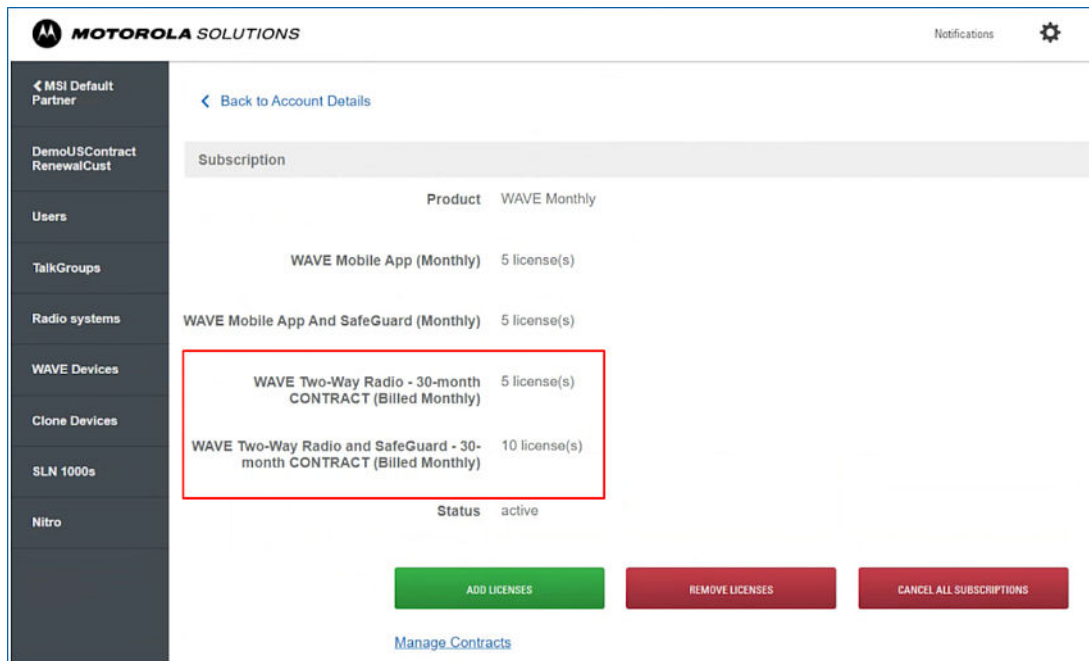 MOTOROLA SOLUTIONS
Notifications
MSI Default
Partner
DemoUSContract
RenewalCust
Users
TalkGroups
Radio systems
WAVE Devices
Clone Devices
SLN 1000s
Nitro
Back to Account Details
Subscription
Product WAVE Monthly
WAVE Mobile App (Monthly) 5 license(s)
WAVE Mobile App And SafeGuard (Monthly) 5 license(s)
WAVE Two-Way Radio - 30-month 5 license(s)
CONTRACT (Billed Monthly)
WAVE Two-Way Radio and SafeGuard - 30- 10 license(s)
month CONTRACT (Billed Monthly)
Status active
ADD LICENSES REMOVE LICENSES CANCEL ALL SUBSCRIPTIONS
Manage Contracts